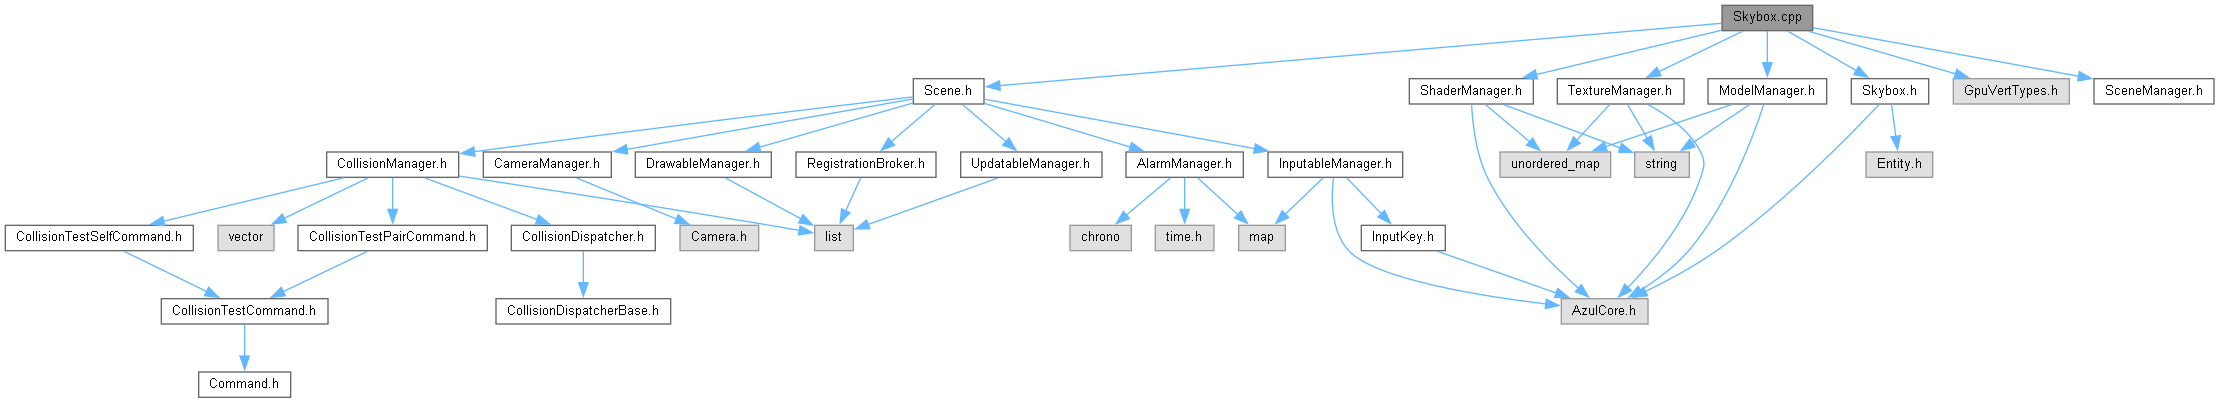 Skybox.cpp
Scene.h
ShaderManager.h
TextureManager.h
ModelManager.h
Skybox.h
GpuVertTypes.h
SceneManager.h
CollisionManager.h
CameraManager.h
DrawableManager.h
RegistrationBroker.h
UpdatableManager.h
AlarmManager.h
InputableManager.h
unordered_map
string
Entity.h
CollisionTestSelfCommand.h
vector
CollisionTestPairCommand.h
CollisionDispatcher.h
Camera.h
list
chrono
time.h
map
InputKey.h
CollisionTestCommand.h
CollisionDispatcherBase.h
AzulCore.h
Command.h